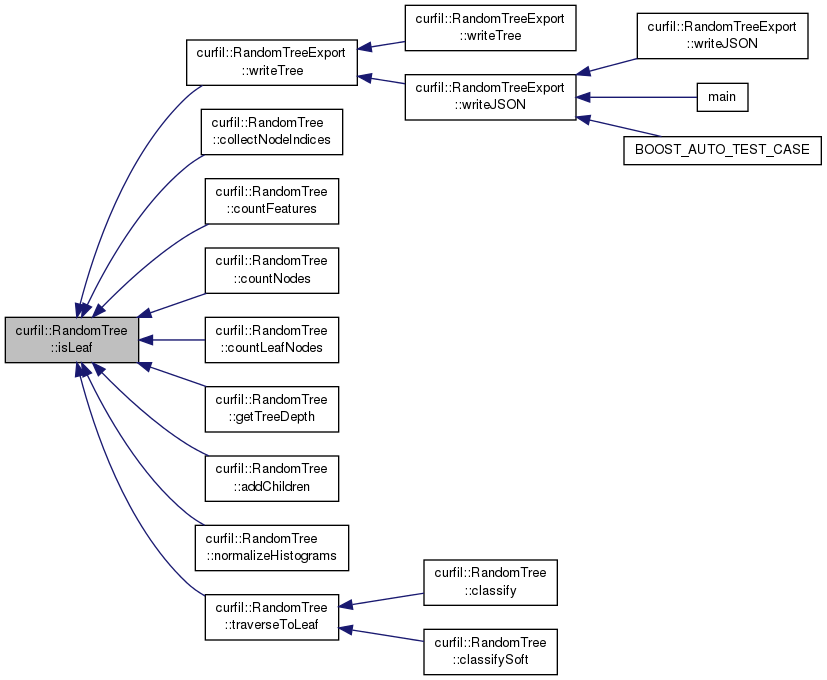 curfil::RandomTree
::isLeaf
curfil::RandomTreeExport
::writeTree
curfil::RandomTreeExport
::writeTree
curfil::RandomTreeExport
::writeJSON
curfil::RandomTreeExport
::writeJSON
main
BOOST_AUTO_TEST_CASE
curfil::RandomTree
::collectNodeIndices
curfil::RandomTree
::countFeatures
curfil::RandomTree
::countNodes
curfil::RandomTree
::countLeafNodes
curfil::RandomTree
::getTreeDepth
curfil::RandomTree
::addChildren
curfil::RandomTree
::normalizeHistograms
curfil::RandomTree
::traverseToLeaf
curfil::RandomTree
::classify
curfil::RandomTree
::classifySoft